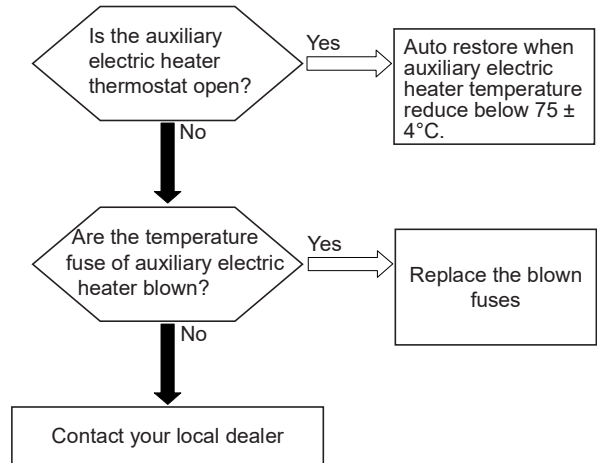 Is the auxiliary
electric heater
thermostat open?
Yes
Auto restore when
auxiliary electric
heater temperature
reduce below 75 ±
4°C.
No
Are the temperature
fuse of auxiliary electric
heater blown?
Yes
Replace the blown
fuses
No
Contact your local dealer